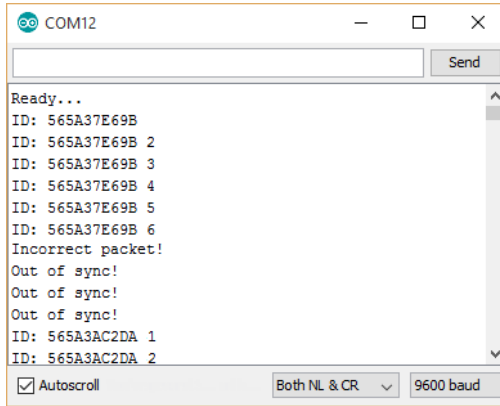 COM12
Send
Ready...
ID: 565A37E69B
ID: 565A37E69B 2
ID: 565A37E69B 3
ID: 565A37E69B 4
ID: 565A37E69B 5
ID: 565A37E69B 6
Incorrect packet!
Out of sync!
Out of sync!
Out of sync!
ID: 565A3AC2DA 1
ID: 565A3AC2DA 2
Autoscroll Both NL & CR 9600 baud